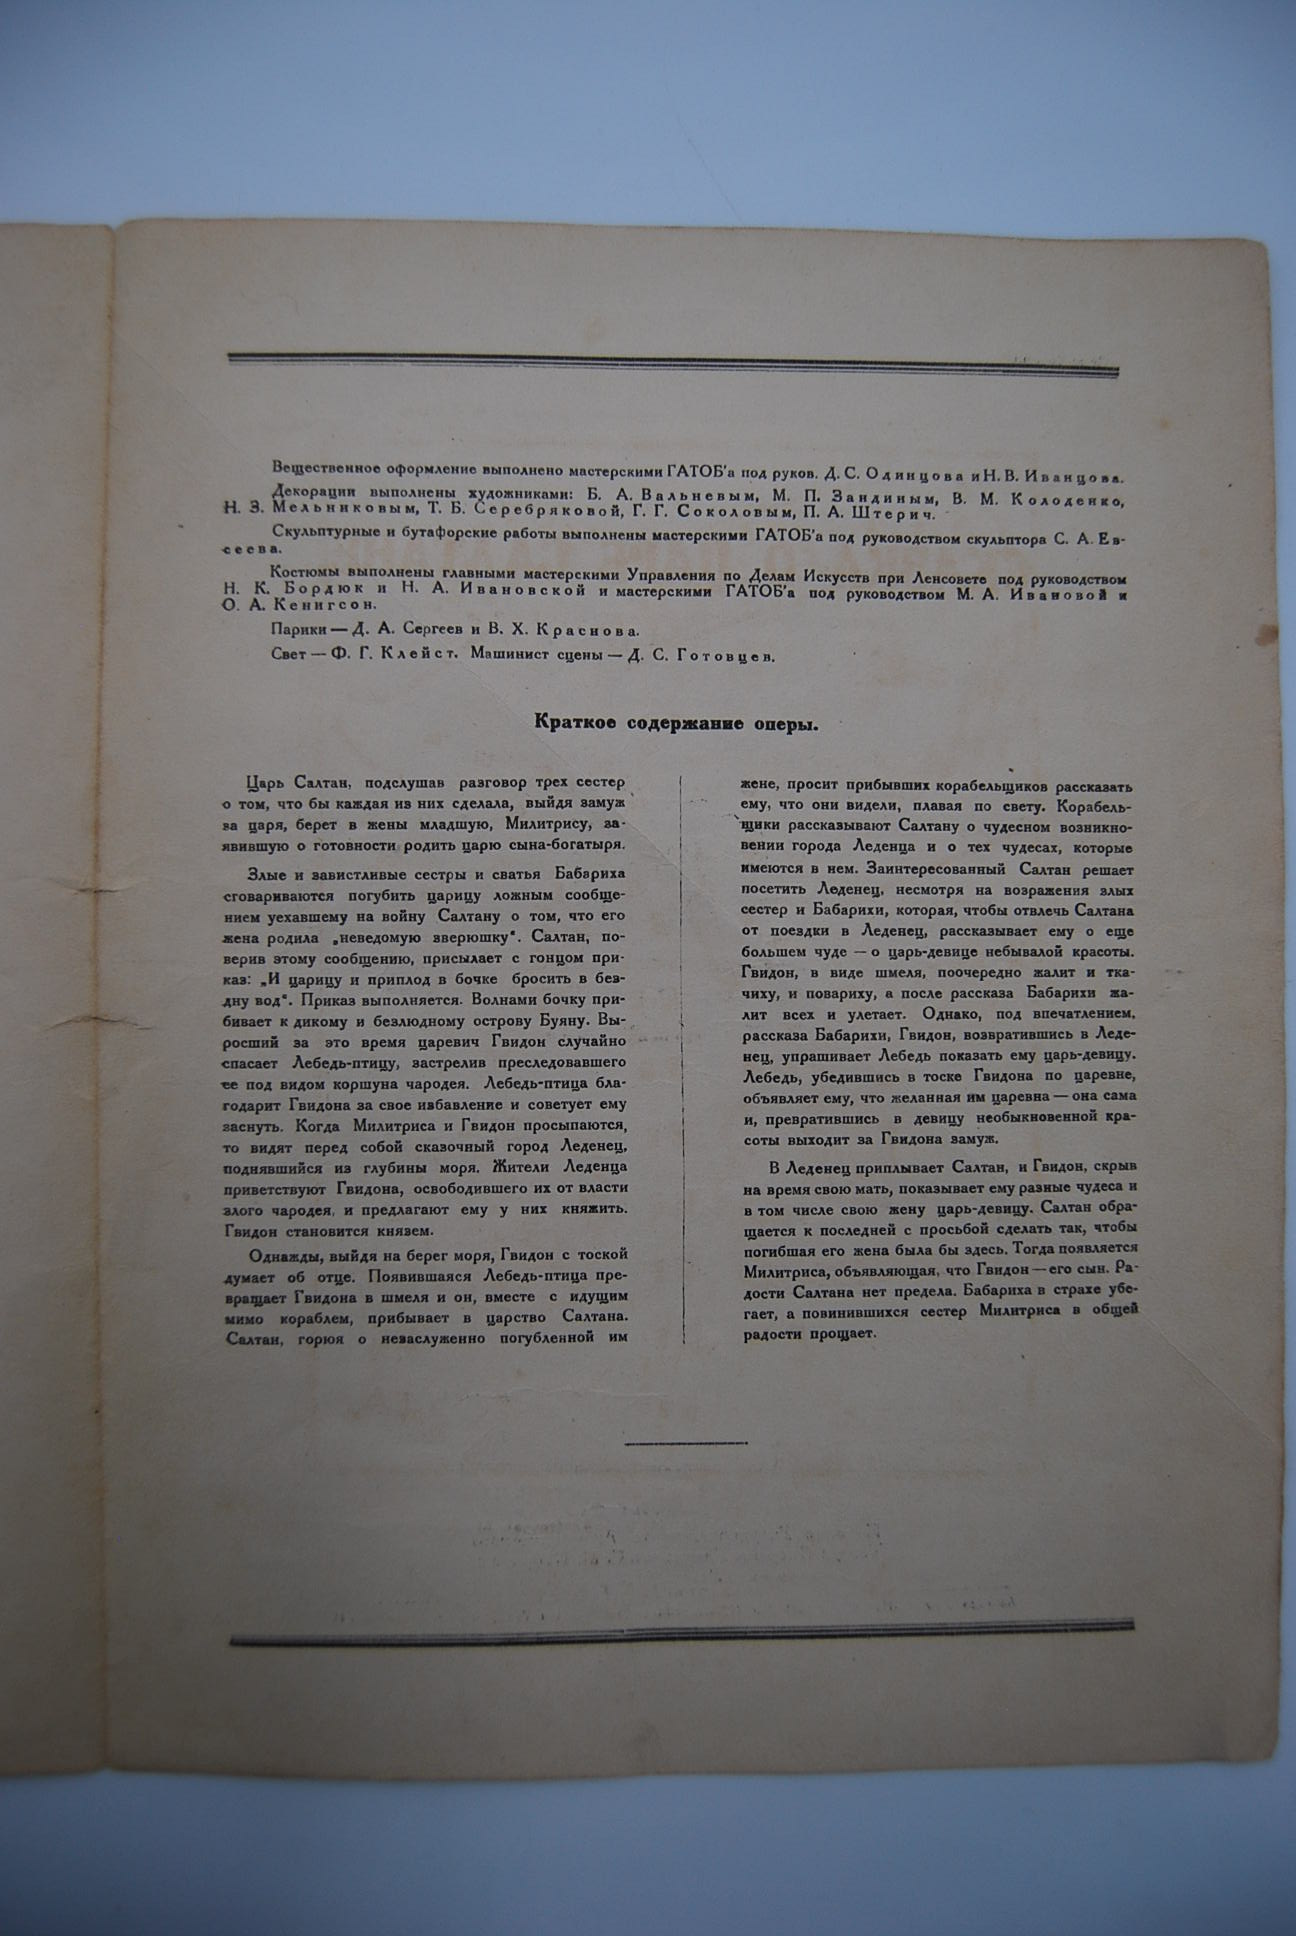 Вещественное оформление выполнено мастерскими ГАТОБ'а под руков. Д. С. Одинцова и Н. В. Иванцова.
Декорации выполнены художниками: Б. А. Вальневым, М. П. Зандиным, В. М. Колоденко,
Н. З. Мельниковым, Т. Б. Серебряковой, Г. Г. Соколовым, П. А. Штерич.
Скульптурные и бутафорские работы выполнены мастерскими ГАТОБ'а под руководством скульптора С. А. Ев-
сеева.
Костюмы выполнены главными мастерскими Управления по Делам Искусств при Ленсовете под руководством
Н. К. Бордюк и Н. А. Ивановской и мастерскими ГАТОБ'а под руководством М. А. Ивановой и
О. А. Кенигсон.
Парики — Д. А. Сергеев и В. Х. Краснова.
Свет — Ф. Г. Клейст. Машинист сцены — Д. С. Готовцев.
Краткое содержание оперы.
Царь Салтан, подслушав разговор трех сестер
о том, что бы каждая из них сделала, выйдя замуж
за царя, берет в жены младшую, Милитрису, за-
явившую о готовности родить царю сына-богатыря.
Злые и завистливые сестры и сватья Бабариха
сговариваются погубить царицу ложным сообще-
нием уехавшему на войну Салтану о том, что его
жена родила „неведомую зверюшку“. Салтан, по-
верив этому сообщению, присылает с гонцом при-
каз: „И царицу и приплод в бочке бросить в без-
дну вод“. Приказ выполняется. Волнами бочку при-
бивает к дикому и безлюдному острову Буяну. Вы-
росший за это время царевич Гвидон случайно
спасает Лебедь-птицу, застрелив преследовавшего
ее под видом коршуна чародея. Лебедь-птица бла-
годарит Гвидона за свое избавление и советует ему
заснуть. Когда Милитриса и Гвидон просыпаются,
то видят перед собой сказочный город Леденец,
поднявшийся из глубины моря. Жители Леденца
приветствуют Гвидона, освободившего их от власти
злого чародея, и предлагают ему у них княжить.
Гвидон становится князем.
Однажды, выйдя на берег моря, Гвидон с тоской
думает об отце. Появившаяся Лебедь-птица пре-
вращает Гвидона в шмеля и он, вместе с идущим
мимо кораблем, прибывает в царство Салтана.
Салтан, горюя о незаслуженно погубленной им
жене, просит прибывших корабельщиков рассказать
ему, что они видели, плавая по свету. Корабель-
щики рассказывают Салтану о чудесном возникно-
вении города Леденца и о тех чудесах, которые
имеются в нем. Заинтересованный Салтан решает
посетить Леденец, несмотря на возражения злых
сестер и Бабарихи, которая, чтобы отвлечь Салтана
от поездки в Леденец, рассказывает ему о еще
большем чуде — о царь-девице небывалой красоты.
Гвидон, в виде шмеля, поочередно жалит и тка-
чиху, и повариху, а после рассказа Бабарихи жа-
лит всех и улетает. Однако, под впечатлением,
рассказа Бабарихи, Гвидон, возвратившись в Леде-
нец, упрашивает Лебедь показать ему царь-девицу.
Лебедь, убедившись в тоске Гвидона по царевне,
объявляет ему, что желанная им царевна — она сама
и, превратившись в девицу необыкновенной кра-
соты выходит за Гвидона замуж.
В Леденец приплывает Салтан, и Гвидон, скрыв
на время свою мать, показывает ему разные чудеса и
в том числе свою жену царь-девицу. Салтан обра-
щается к последней с просьбой сделать так, чтобы
погибшая его жена была бы здесь. Тогда появляется
Милитриса, объявляющая, что Гвидон — его сын. Ра-
дости Салтана нет предела. Бабариха в страхе убе-
гает, а повинившихся сестер Милитриса в общей
радости прощает.